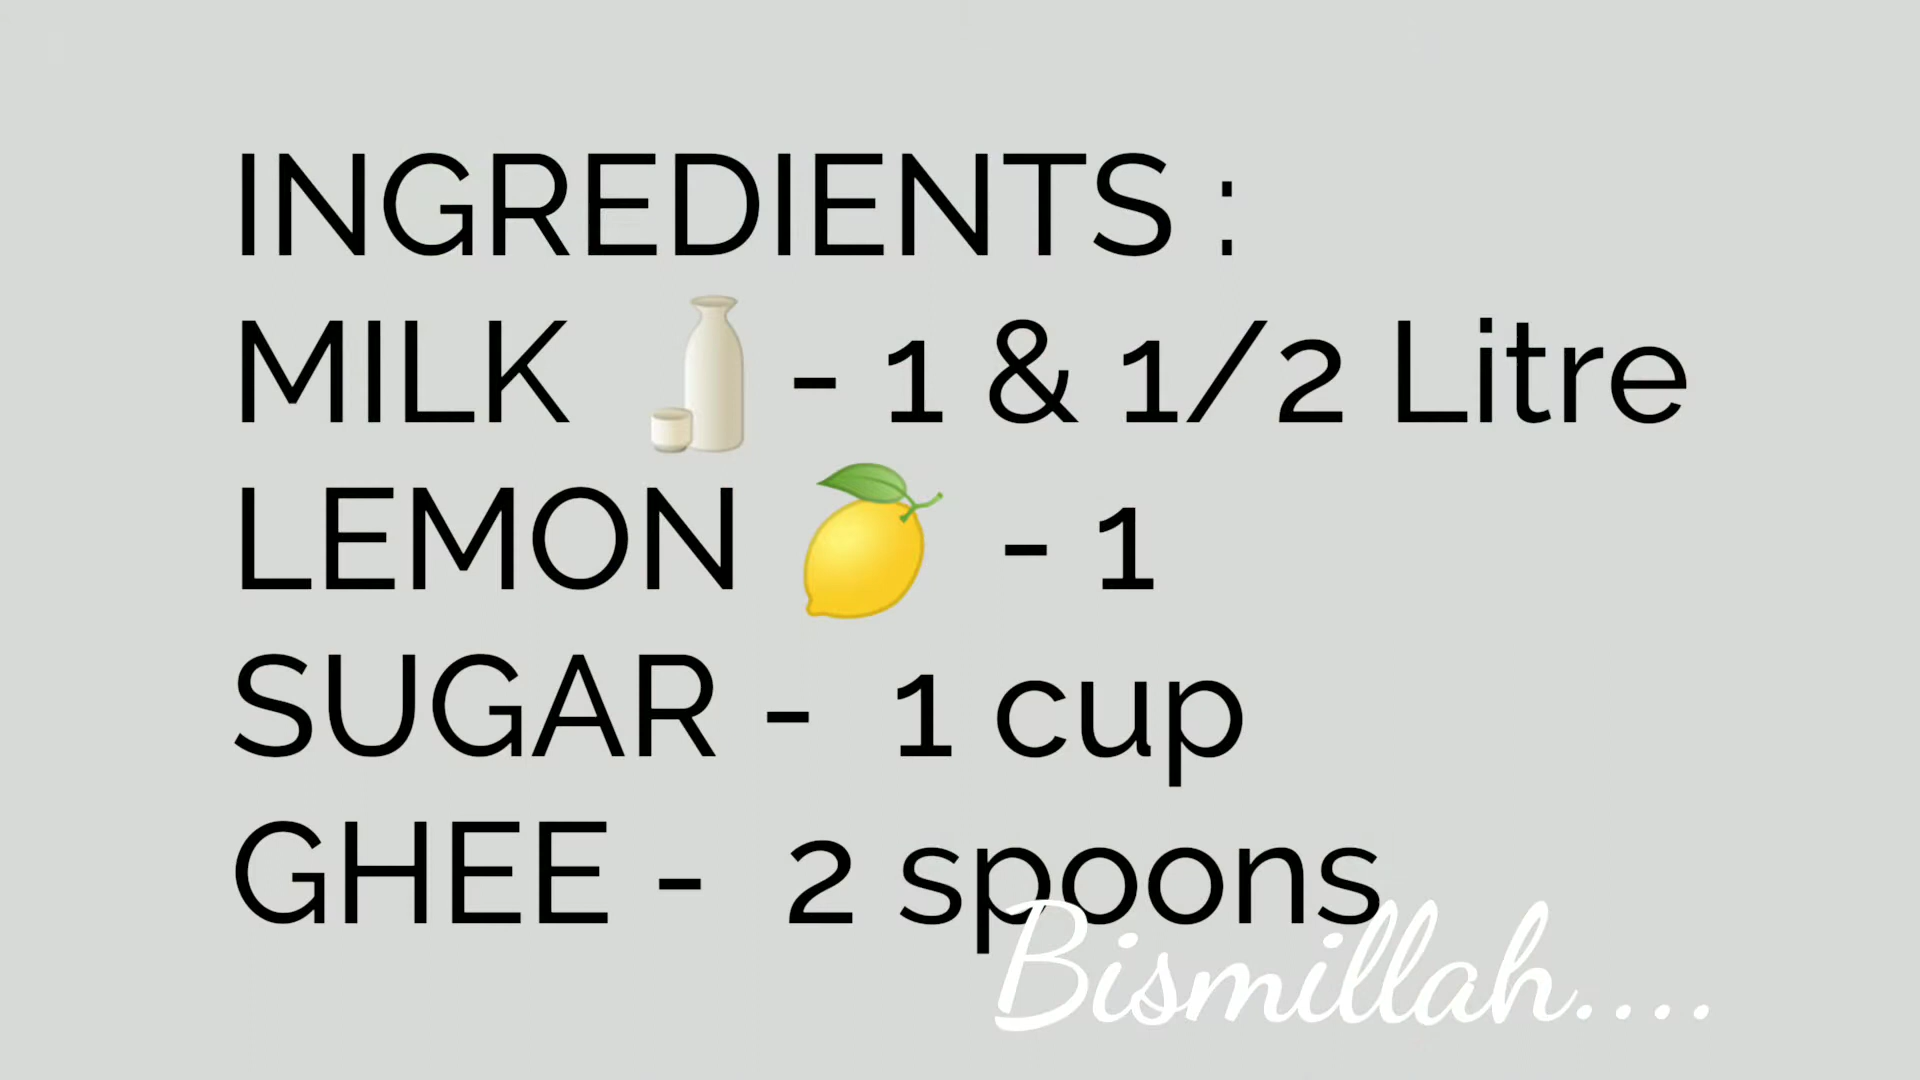 INGREDIENTS :
MILK 🍶 - 1 & 1/2 Litre
LEMON 🍋 - 1
SUGAR - 1 cup
GHEE - 2 spoons
Bismillah....